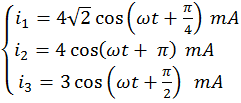 i₁ = 4√2 cos(ωt + π/4) mA
i₂ = 4 cos(ωt + π) mA
i₃ = 3 cos(ωt + π/2) mA